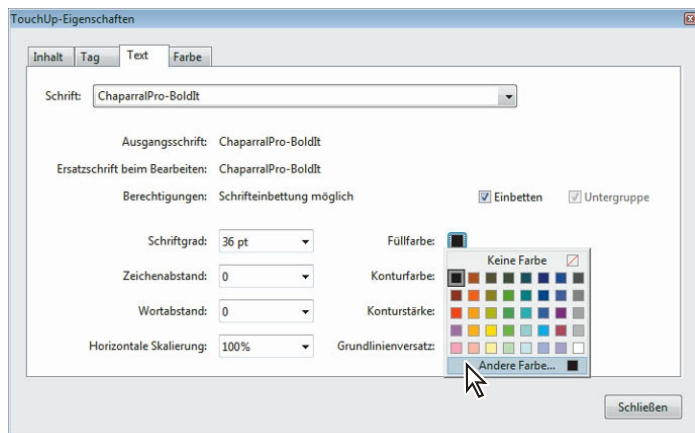 TouchUp-Eigenschaften
Inhalt Tag Text Farbe
Schrift: ChaparralPro-BoldIt
Ausgangsschrift: ChaparralPro-BoldIt
Ersatzschrift beim Bearbeiten: ChaparralPro-BoldIt
Berechtigungen: Schrifteinbettung möglich Einbetten Untergruppe
Schriftgrad: 36 pt Füllfarbe:
Keine Farbe
Zeichenabstand: 0 Konturfarbe:
Wortabstand: 0 Konturstärke:
Horizontale Skalierung: 100% Grundlinienversatz:
Andere Farbe...
Schließen